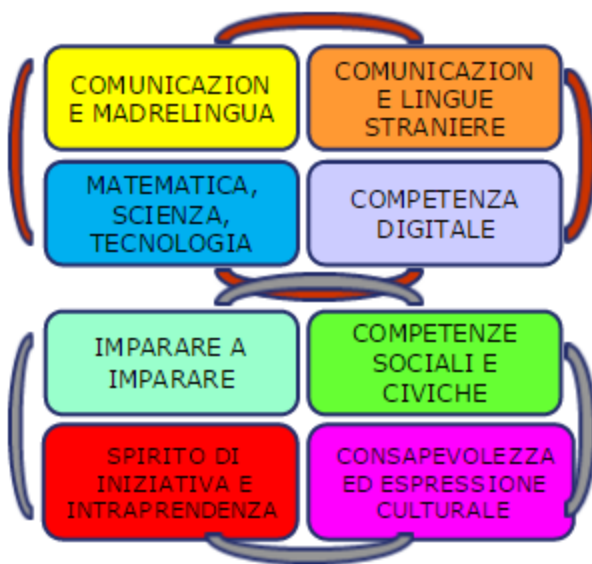 COMUNICAZION
E MADRELINGUA
COMUNICAZION
E LINGUE
STRANIERE
MATEMATICA,
SCIENZA,
TECNOLOGIA
COMPETENZA
DIGITALE
IMPARARE A
IMPARARE
COMPETENZE
SOCIALI E
CIVICHE
SPIRITO DI
INIZIATIVA E
INTRAPRENDENZA
CONSAPEVOLEZZA
ED ESPRESSIONE
CULTURALE